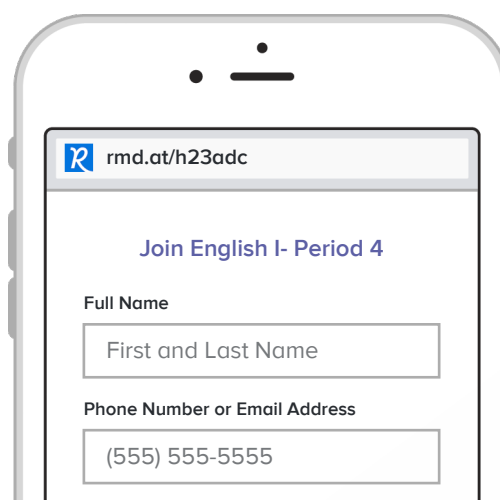 R rmd.at/h23adc
Join English I- Period 4
Full Name
First and Last Name
Phone Number or Email Address
(555) 555-5555